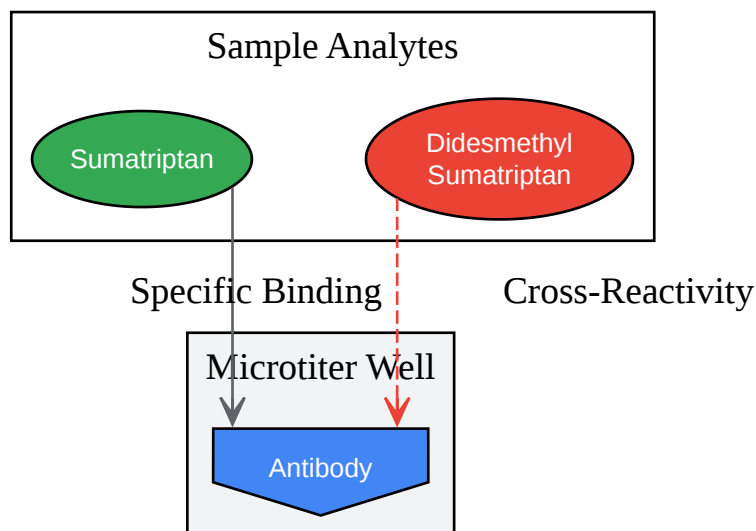 Sample Analytes
Sumatriptan
Didesmethyl
Sumatriptan
Specific Binding
Cross-Reactivity
Microtiter Well
Antibody